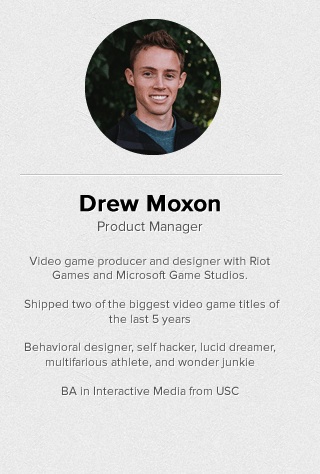 Drew Moxon
Product Manager
Video game producer and designer with Riot
Games and Microsoft Game Studios.
Shipped two of the biggest video game titles of
the last 5 years
Behavioral designer, self hacker, lucid dreamer,
multifarious athlete, and wonder junkie
BA in Interactive Media from USC